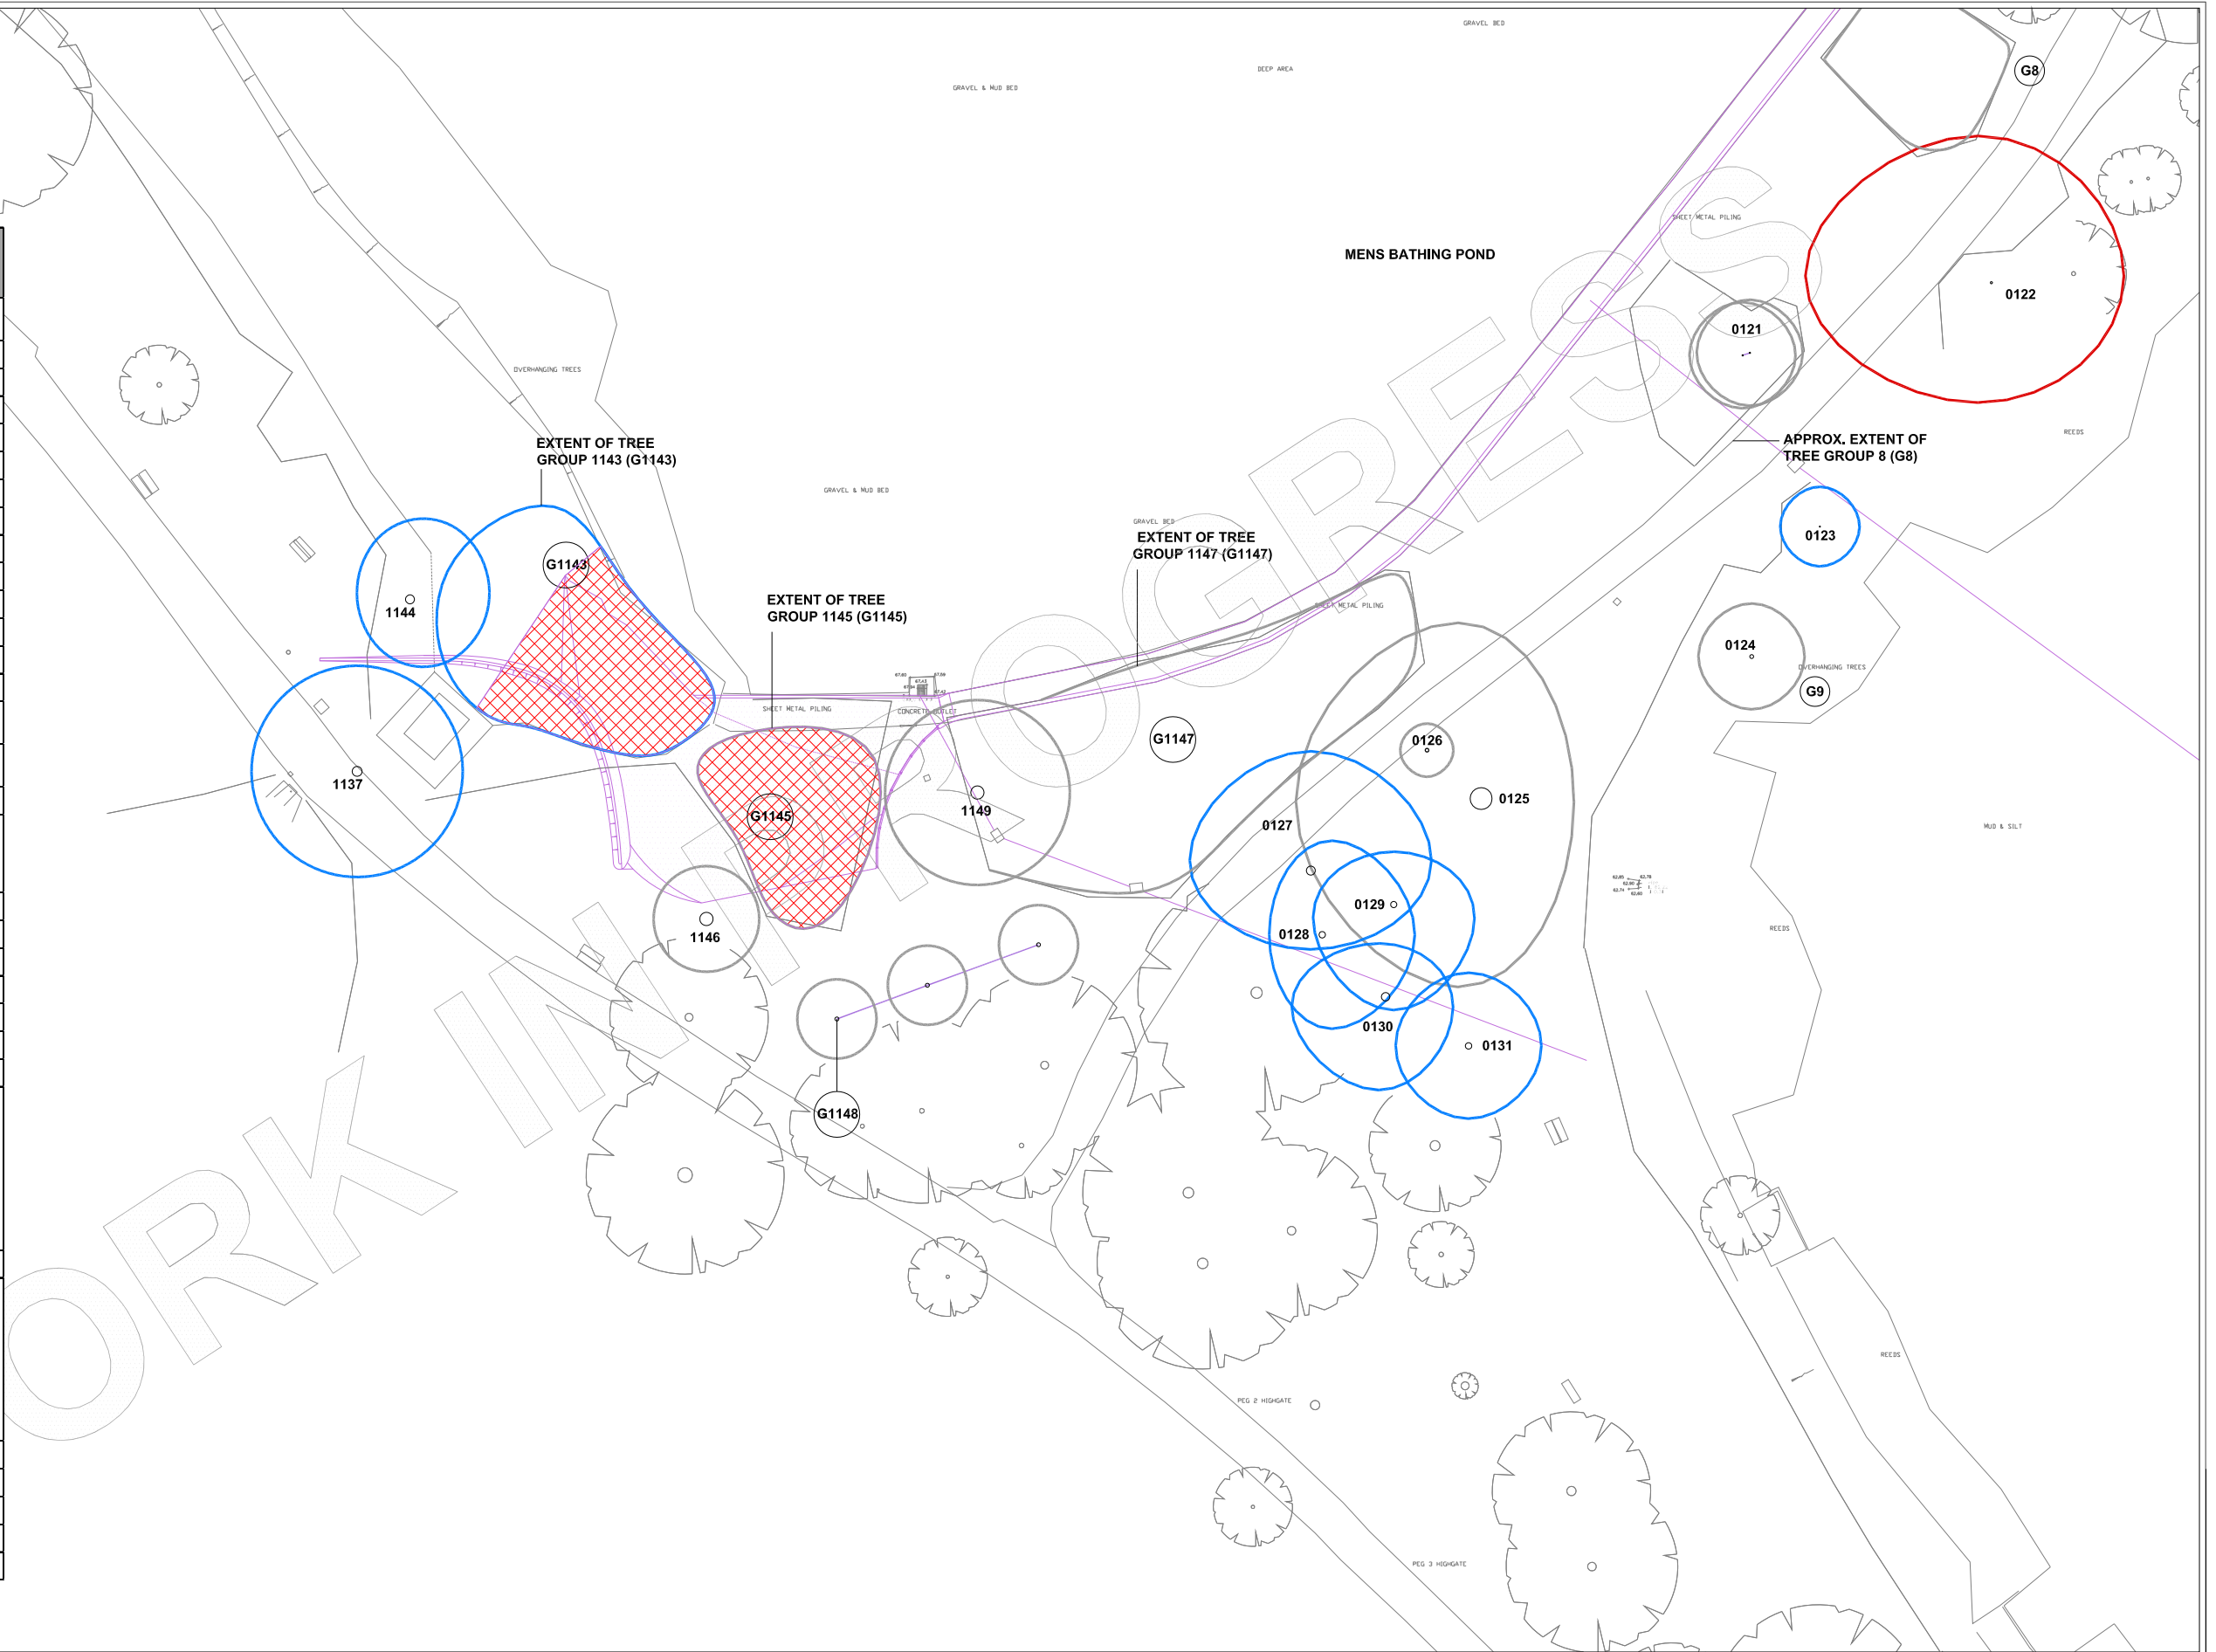 GRAVEL BED
G8
DEEP AREA
GRAVEL & MUD BED
SHEET METAL PILING
MENS BATHING POND
0122
0121
OVERHANGING TREES
REEDS
EXTENT OF TREE
GROUP 1143 (G1143)
APPROX. EXTENT OF
TREE GROUP 8 (G8)
GRAVEL & MUD BED
GRAVEL BED
EXTENT OF TREE
GROUP 1147 (G1147)
0123
G1143
1144
EXTENT OF TREE
GROUP 1145 (G1145)
SHEET METAL PILING
0124
OVERHANGING TREES
G9
SHEET METAL PILING
CONCRETE OUTLET
G1147
0126
1137
0125
1149
G1145
0127
MUD & SILT
0129
REEDS
1146
0128
0130
0131
G1148
REEDS
PEG 2 HIGHGATE
PEG 3 HIGHGATE
ORK IN PROGRESS